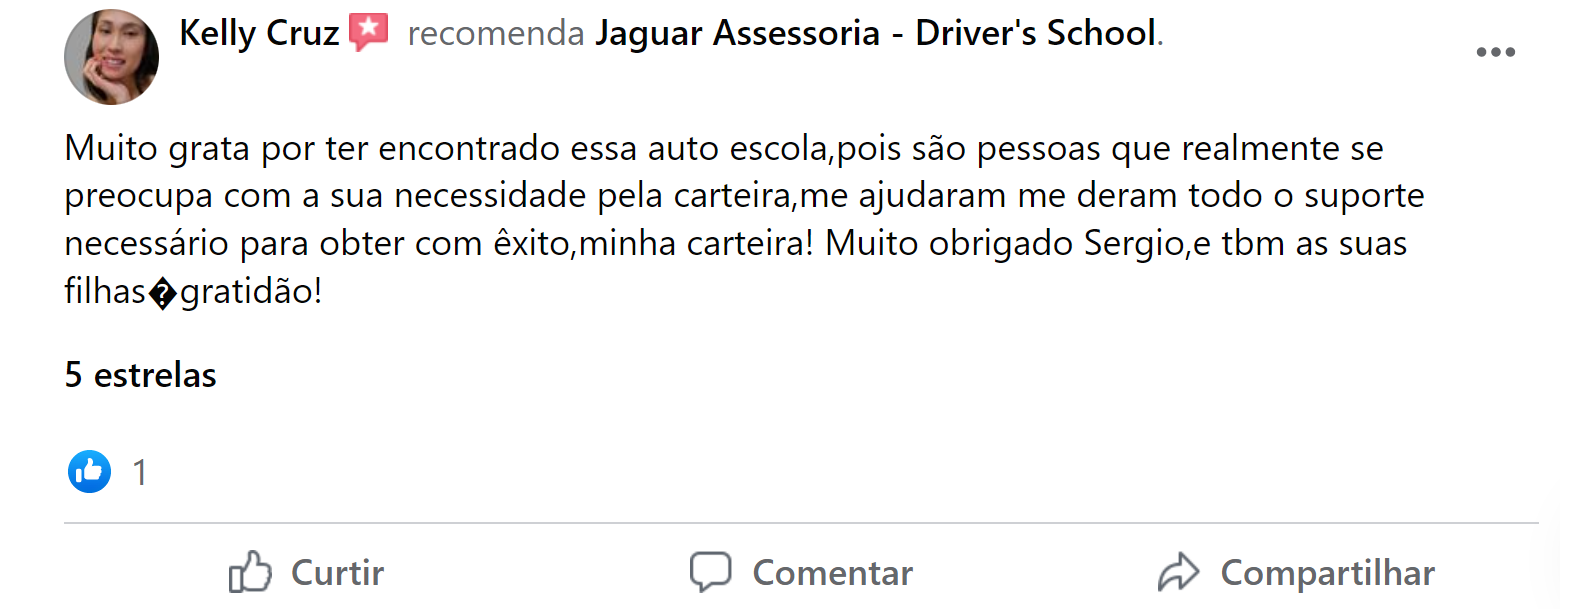 Kelly Cruz recomenda Jaguar Assessoria - Driver's School.
Muito grata por ter encontrado essa auto escola,pois são pessoas que realmente se
preocupa com a sua necessidade pela carteira,me ajudaram me deram todo o suporte
necessário para obter com êxito,minha carteira! Muito obrigado Sergio,e tbm as suas
filhas�gratidão!
5 estrelas
1
Curtir Comentar Compartilhar